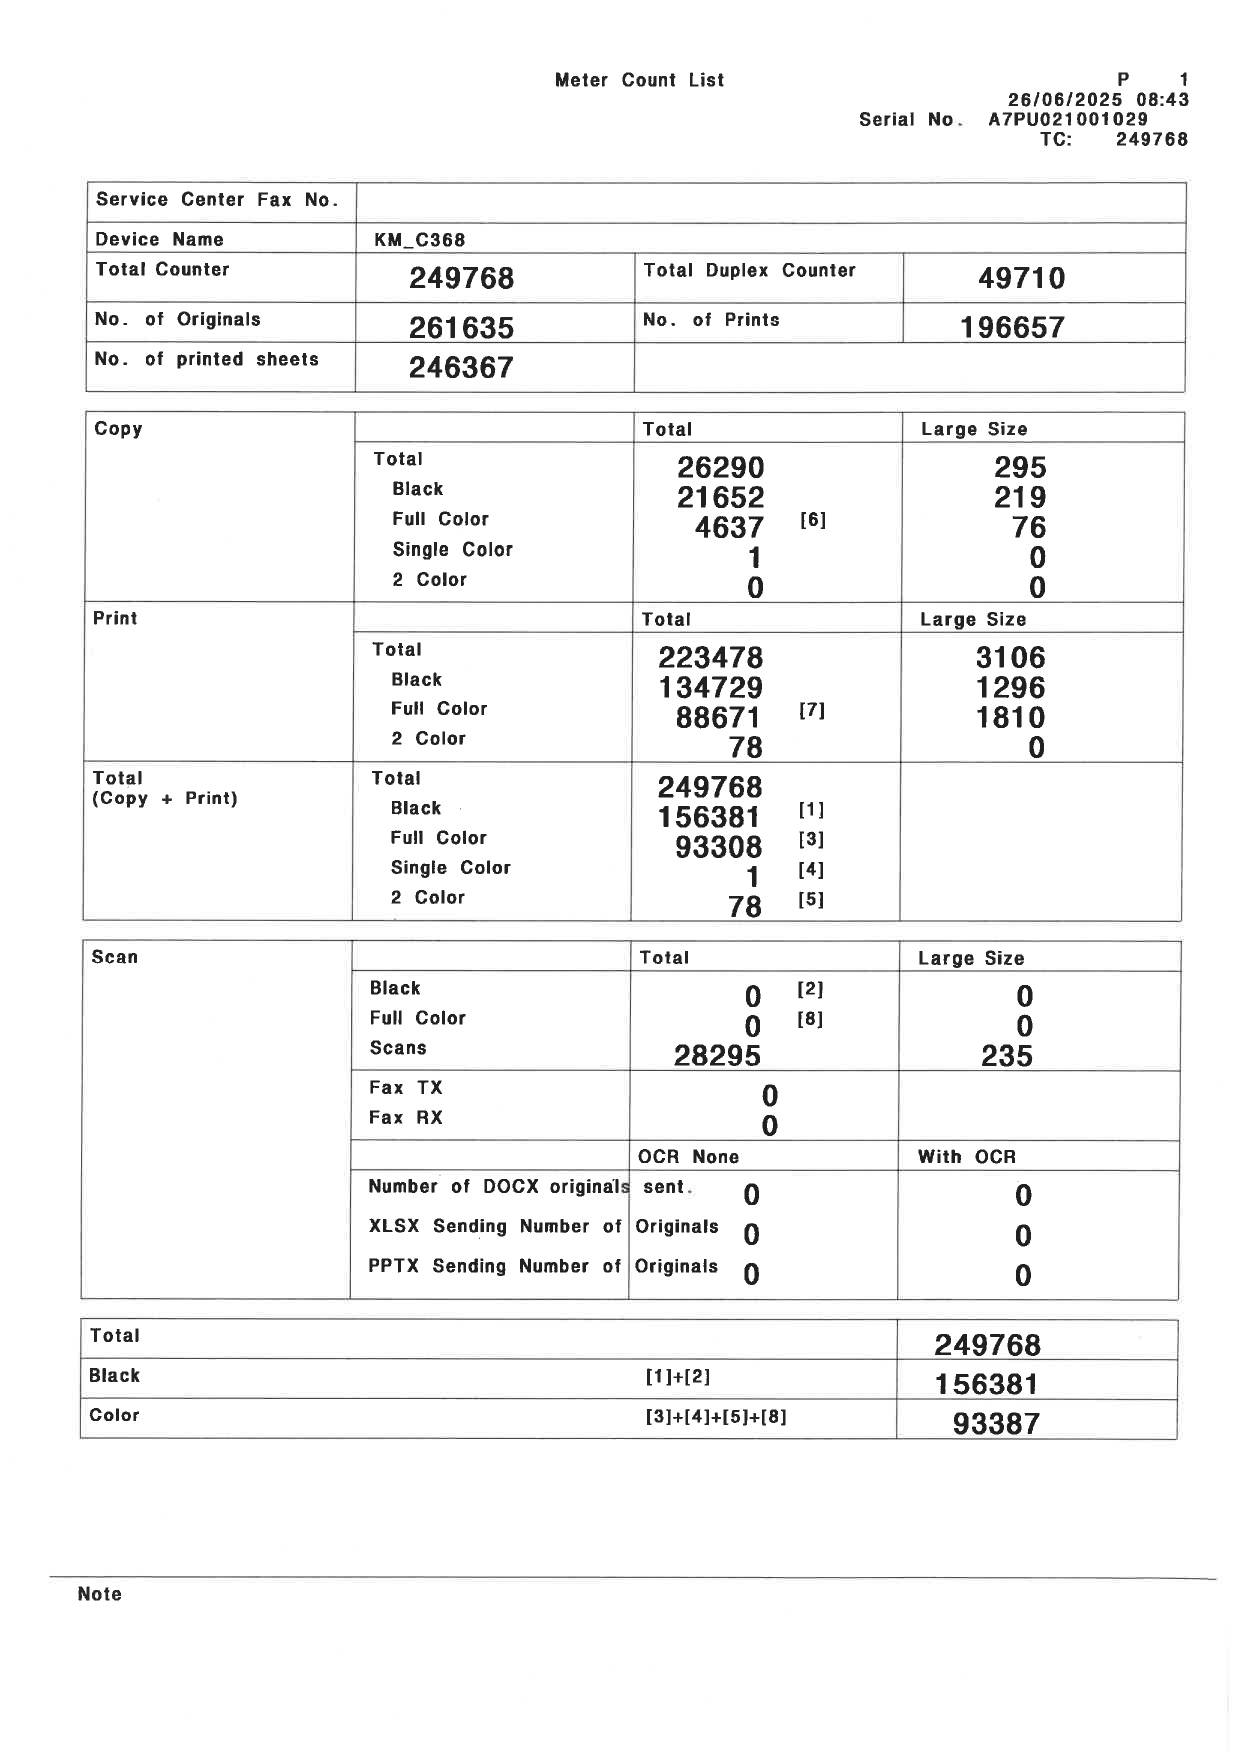 Meter Count List P 1
26/06/2025 08:43
Serial No. A7PU021001029
TC: 249768
Service Center Fax No.
Device Name KM_C368
Total Counter 249768 Total Duplex Counter 49710
No. of Originals 261635 No. of Prints 196657
No. of printed sheets 246367
Copy Total Large Size
Total 26290 295
Black 21652 219
Full Color 4637 [6] 76
Single Color 1 0
2 Color 0 0
Print Total Large Size
Total 223478 3106
Black 134729 1296
Full Color 88671 [7] 1810
2 Color 78 0
Total Total 249768
(Copy + Print)
Black 156381 [1]
Full Color 93308 [3]
Single Color 1 [4]
2 Color 78 [5]
Scan Total Large Size
Black 0 [2] 0
Full Color 0 [8] 0
Scans 28295 235
Fax TX 0
Fax RX 0
OCR None With OCR
Number of DOCX originals sent. 0 0
XLSX Sending Number of Originals 0 0
PPTX Sending Number of Originals 0 0
Total 249768
Black [1]+[2] 156381
Color [3]+[4]+[5]+[8] 93387
Note